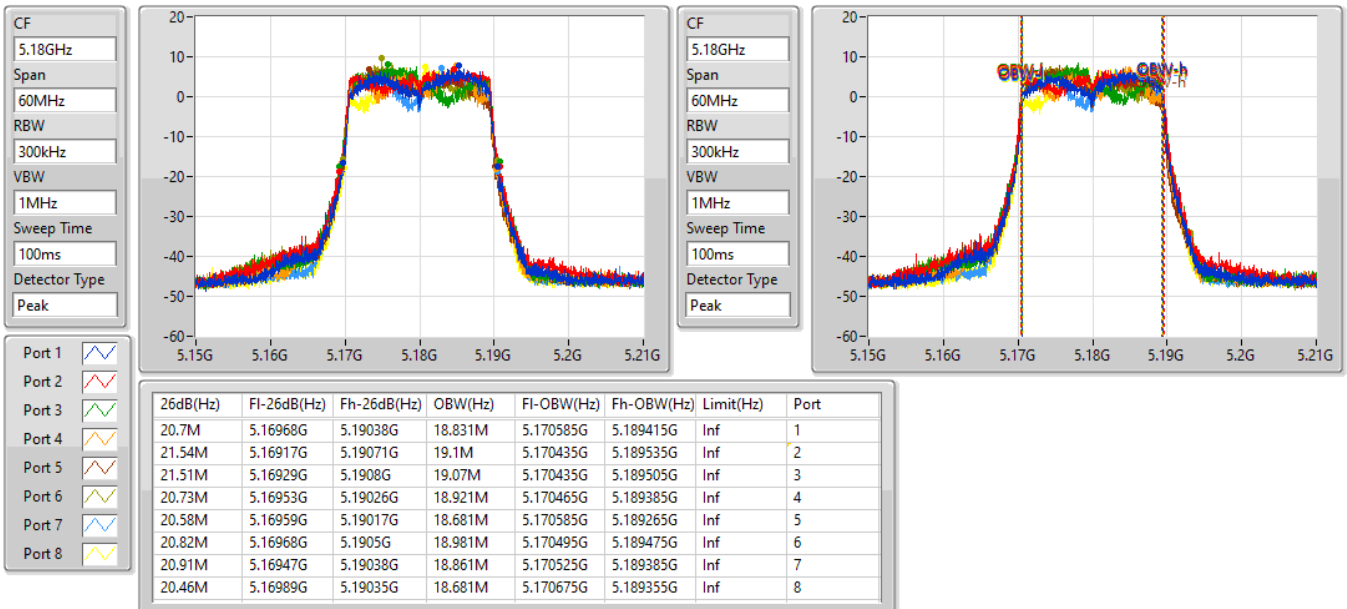 CF
5.18GHz
Span
60MHz
RBW
300kHz
VBW
1MHz
Sweep Time
100ms
Detector Type
Peak
20
10
0
-10
-20
-30
-40
-50
-60
5.15G 5.16G 5.17G 5.18G 5.19G 5.2G 5.21G
CF
5.18GHz
Span
60MHz
RBW
300kHz
VBW
1MHz
Sweep Time
100ms
Detector Type
Peak
20
10
0
-10
-20
-30
-40
-50
-60
OBW-h
5.15G 5.16G 5.17G 5.18G 5.19G 5.2G 5.21G
Port 1
Port 2
Port 3
Port 4
Port 5
Port 6
Port 7
Port 8
26dB(Hz) Fl-26dB(Hz) Fh-26dB(Hz) OBW(Hz) Fl-OBW(Hz) Fh-OBW(Hz) Limit(Hz) Port
20.7M 5.16968G 5.19038G 18.831M 5.170585G 5.189415G Inf 1
21.54M 5.16917G 5.19071G 19.1M 5.170435G 5.189535G Inf 2
21.51M 5.16929G 5.1908G 19.07M 5.170435G 5.189505G Inf 3
20.73M 5.16953G 5.19026G 18.921M 5.170465G 5.189385G Inf 4
20.58M 5.16959G 5.19017G 18.681M 5.170585G 5.189265G Inf 5
20.82M 5.16968G 5.1905G 18.981M 5.170495G 5.189475G Inf 6
20.91M 5.16947G 5.19038G 18.861M 5.170525G 5.189385G Inf 7
20.46M 5.16989G 5.19035G 18.681M 5.170675G 5.189355G Inf 8